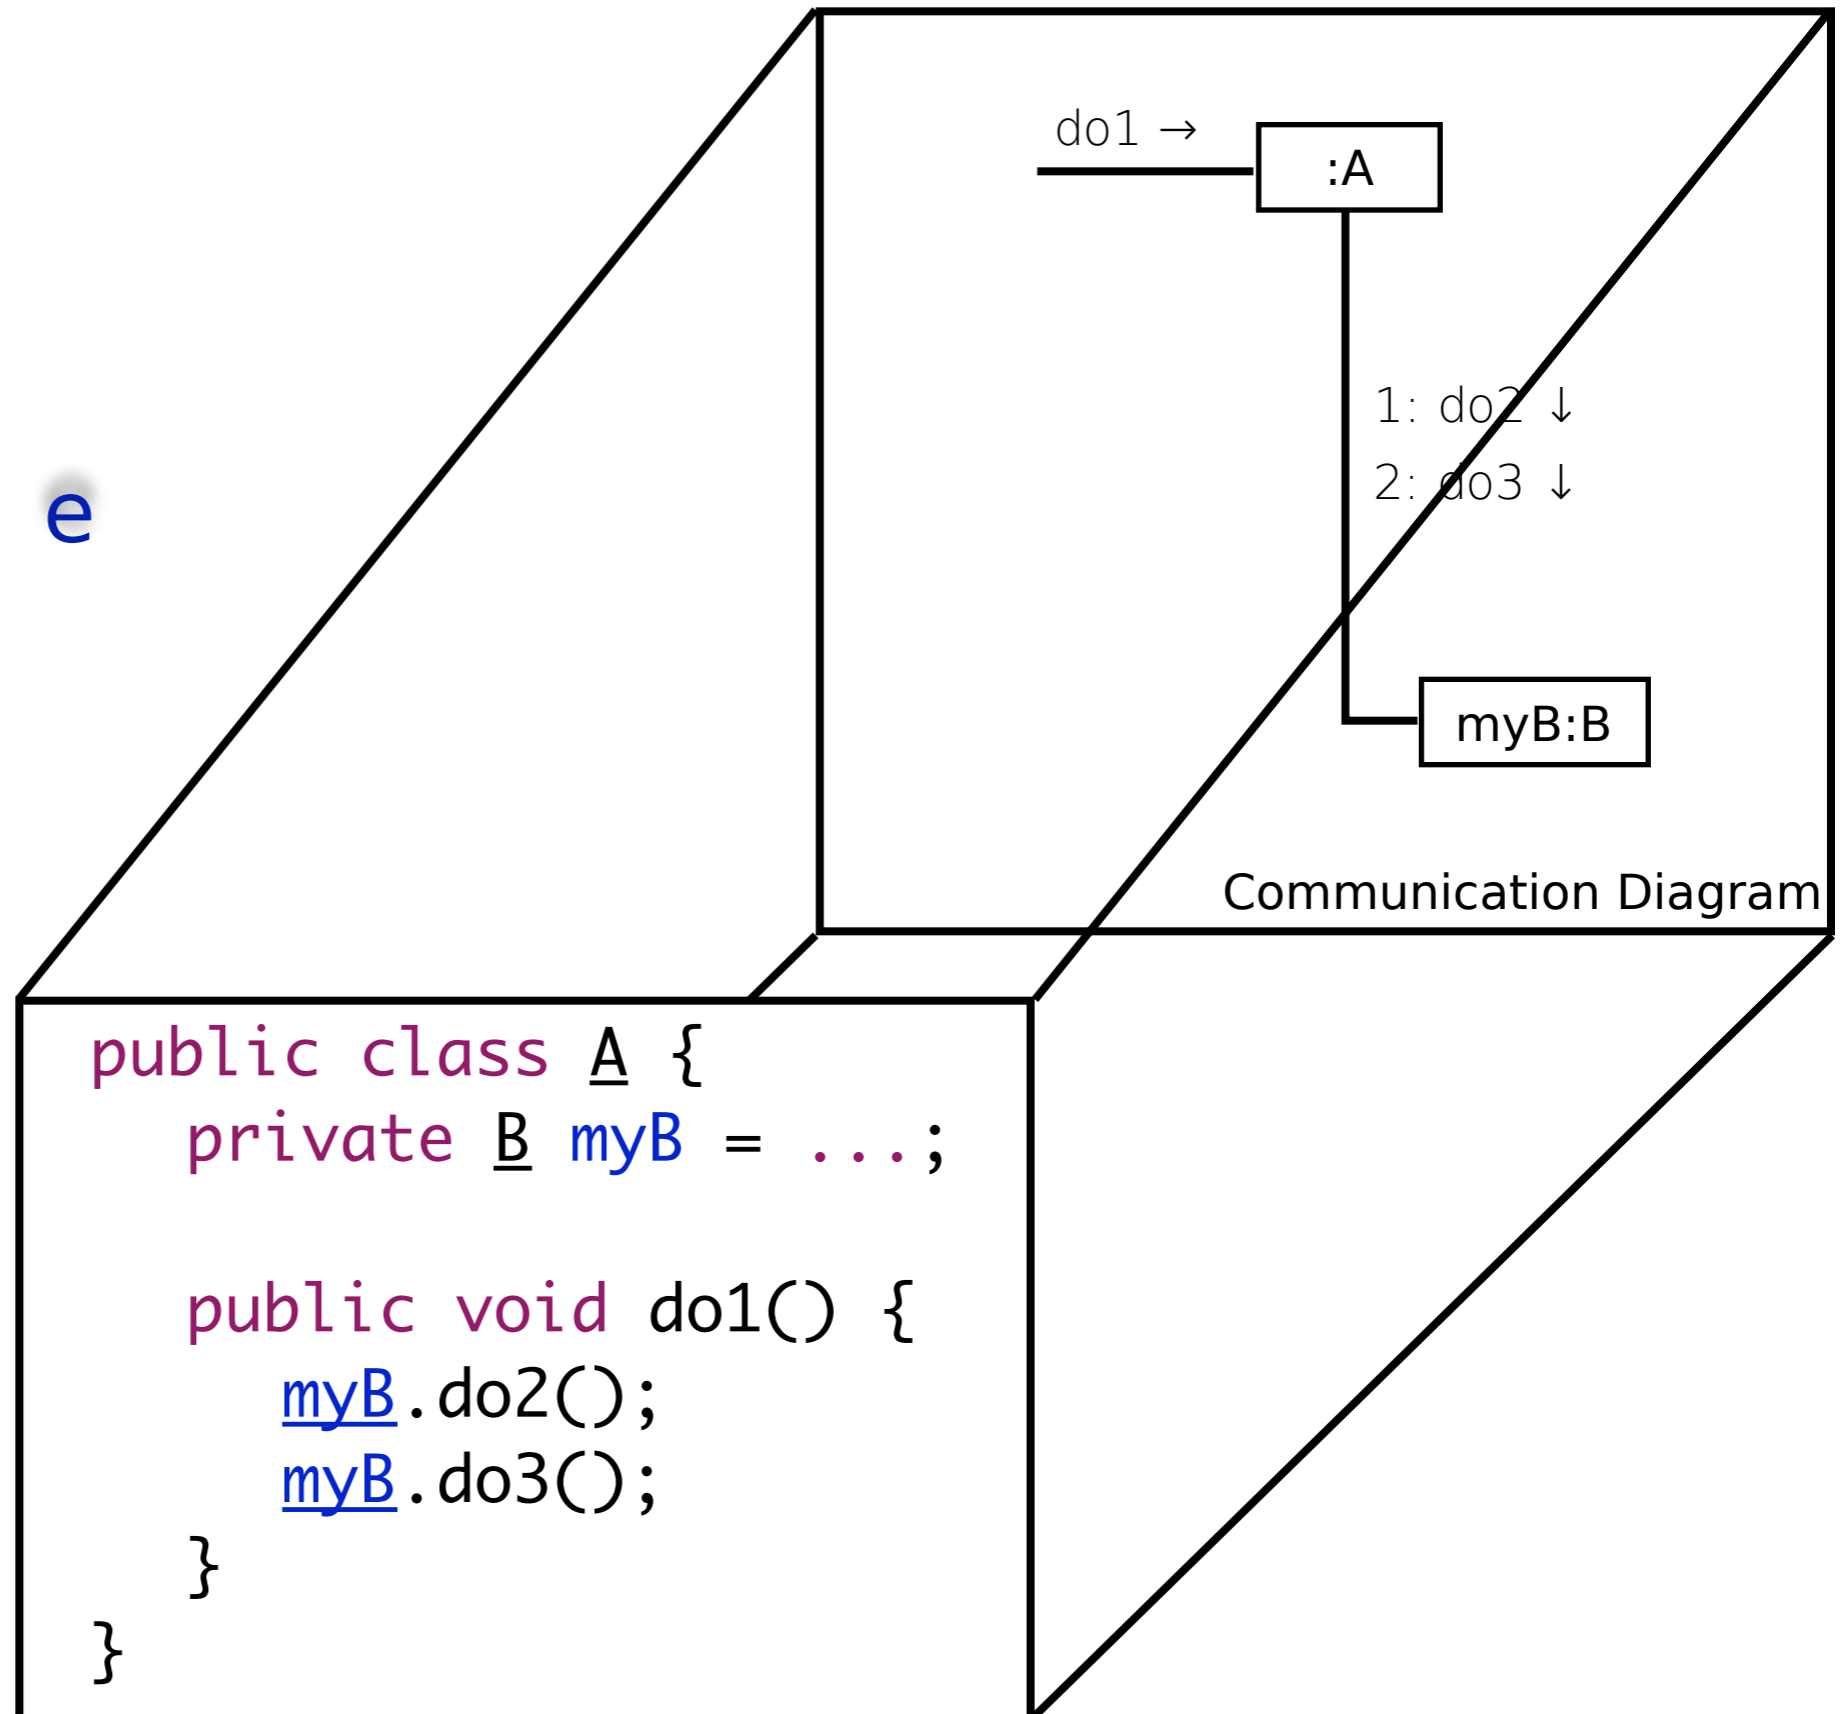 do1 →
:A
1: do2 ↓
2: do3 ↓
e
myB:B
Communication Diagram
public class A {
private B myB = ...;
public void do1() {
myB.do2();
myB.do3();
}
}